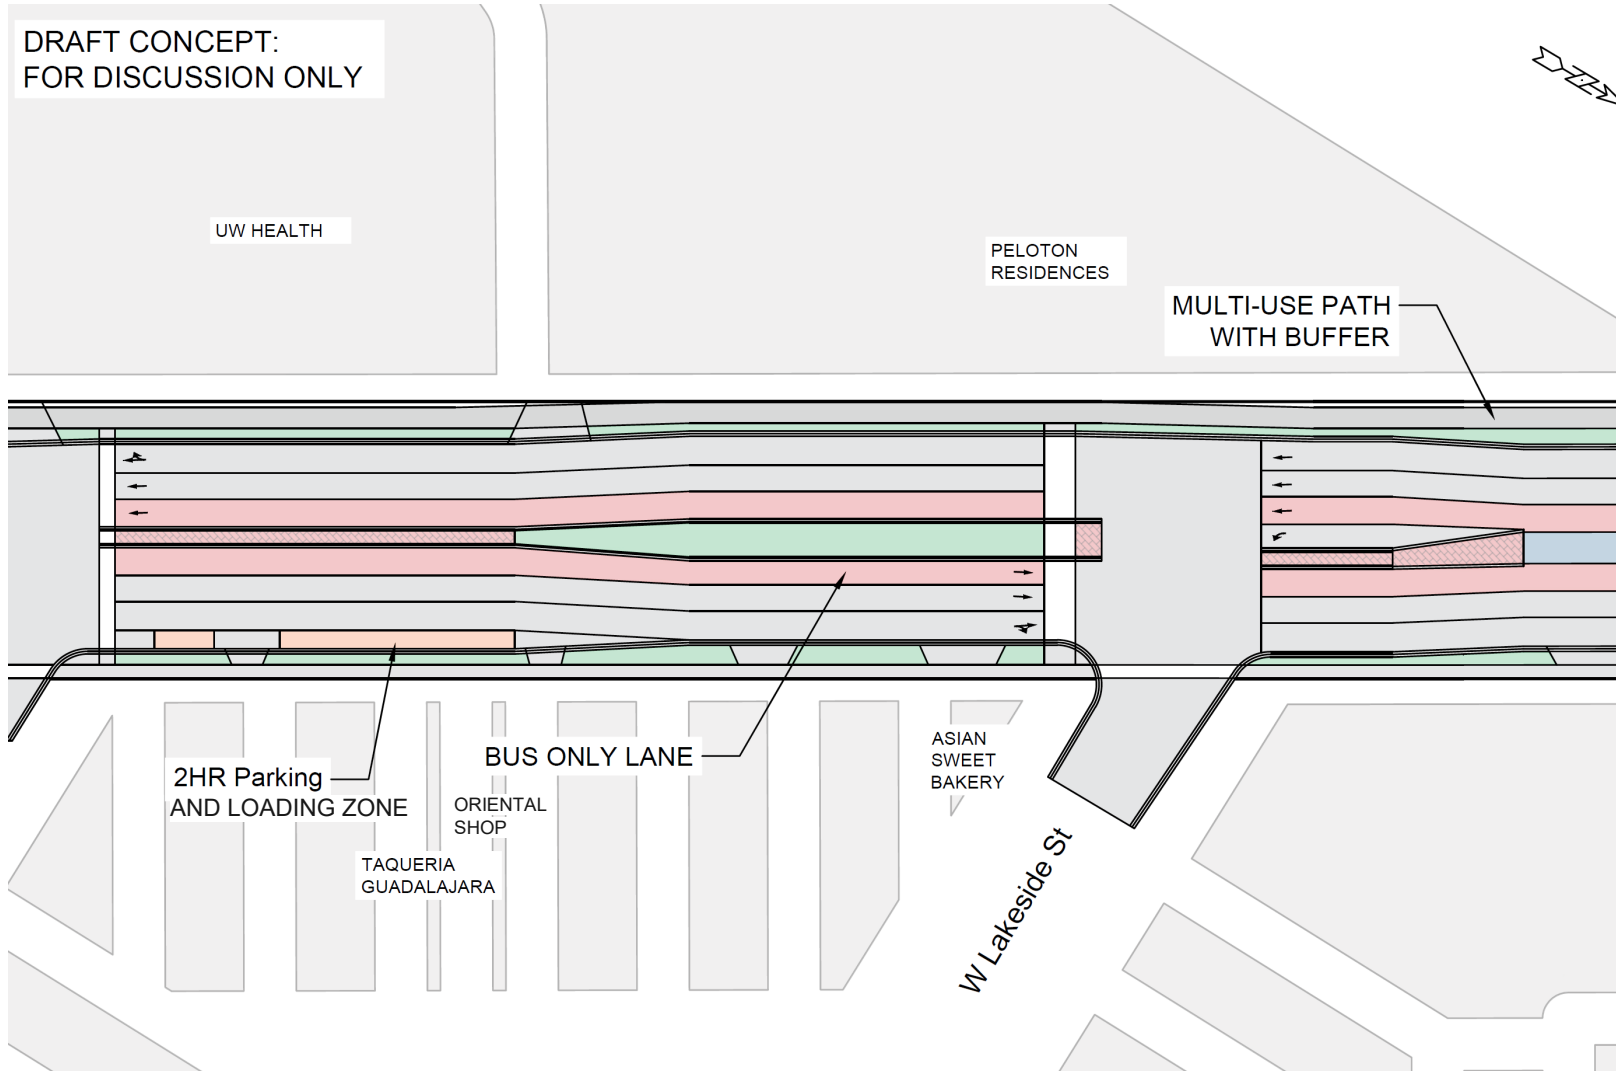 DRAFT CONCEPT:
FOR DISCUSSION ONLY
UW HEALTH
PELOTON
RESIDENCES
MULTI-USE PATH
WITH BUFFER
2HR Parking
AND LOADING ZONE
BUS ONLY LANE
ORIENTAL
SHOP
TAQUERIA
GUADALAJARA
ASIAN
SWEET
BAKERY
W Lakeside St